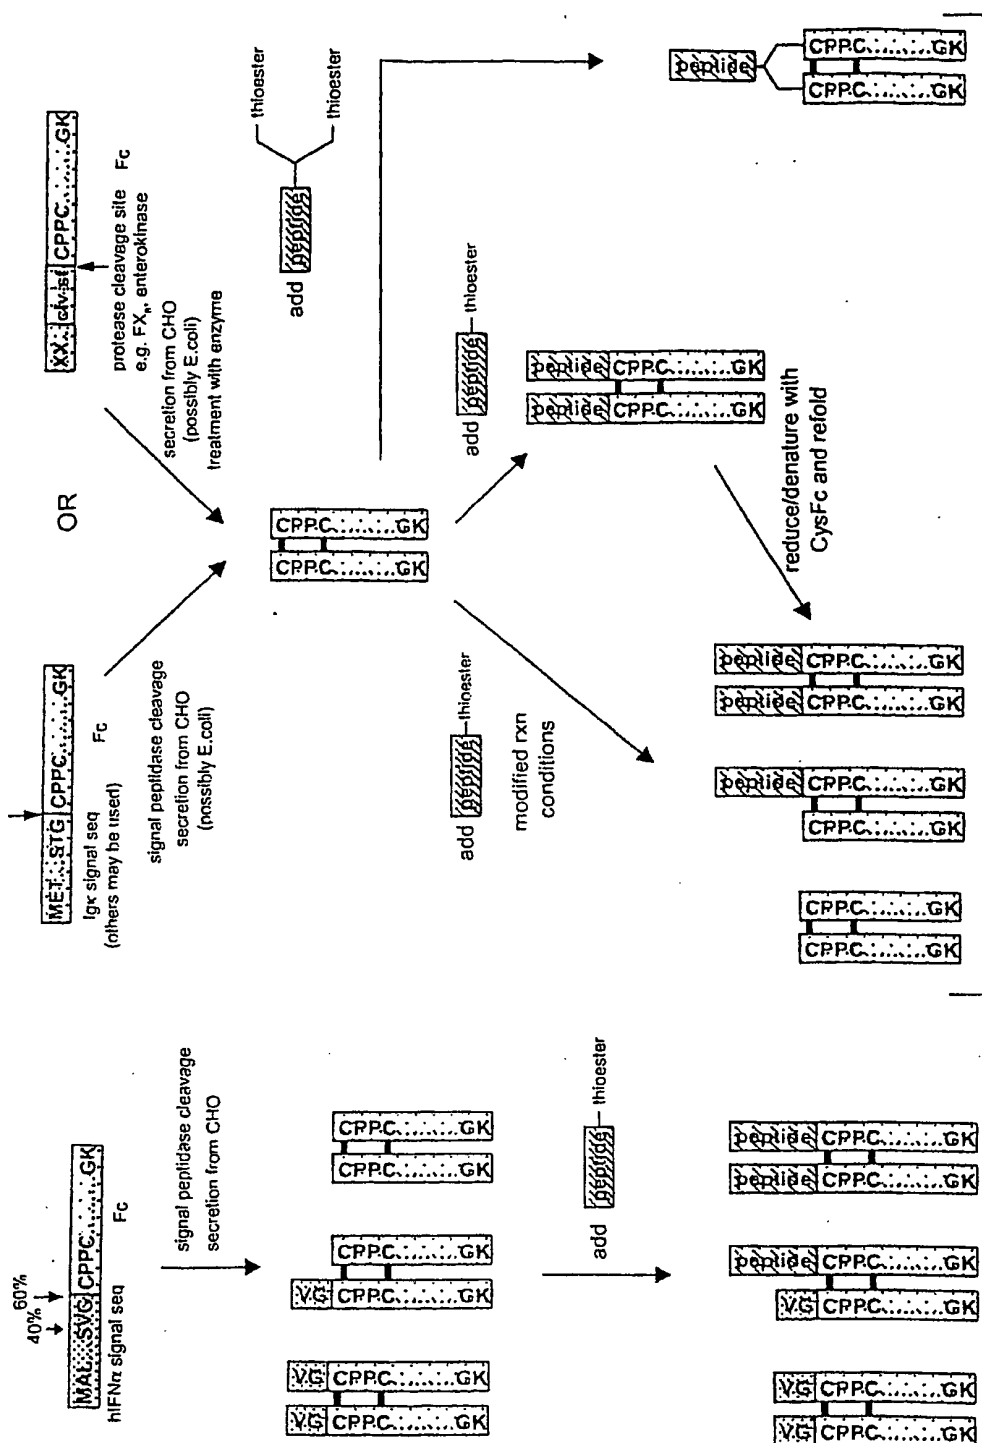 40%
60%
MAL...SVG CPPC.........GK
hIFNα signal seq
Fc
signal peptidase cleavage
secretion from CHO
VG CPPC.........GK
VG CPPC.........GK
VG CPPC.........GK
CPPC.........GK
CPPC.........GK
CPPC.........GK
add peptide thioester
VG CPPC.........GK
VG CPPC.........GK
VG CPPC.........GK
peptide CPPC.........GK
peptide CPPC.........GK
peptide CPPC.........GK
MET...STG CPPC.........GK
Igκ signal seq
(others may be used)
Fc
signal peptidase cleavage
secretion from CHO
(possibly E.coli)
OR
XX... clv st CPPC.........GK
protease cleavage site
e.g. FXₐ, enterokinase
Fc
secretion from CHO
(possibly E.coli)
treatment with enzyme
CPPC.........GK
CPPC.........GK
add peptide thioester
modified rxn
conditions
add peptide thioester
peptide CPPC.........GK
peptide CPPC.........GK
reduce/denature with
CysFc and refold
CPPC.........GK
CPPC.........GK
CPPC.........GK
peptide CPPC.........GK
peptide CPPC.........GK
peptide CPPC.........GK
add peptide
thioester
thioester
peptide
CPPC.........GK
CPPC.........GK